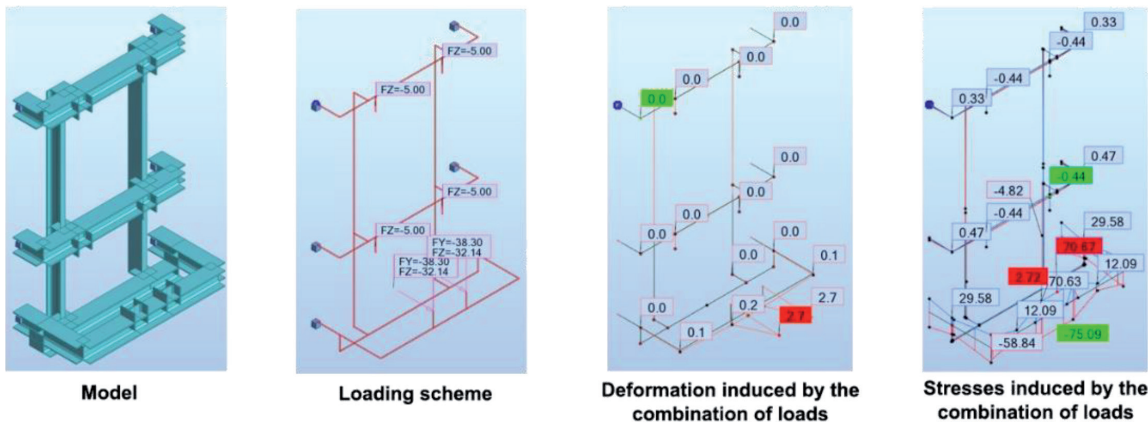 FZ=-5.00
FZ=-5.00
FZ=-5.00
FZ=-5.00
FY=-38.30
FZ=-32.14
FY=-38.30
FZ=-32.14
0.0
0.0
0.0
0.0
0.0
0.0
0.0
0.0
0.0
0.0
0.1
0.0
0.2
2.7
2.7
0.1
0.33
-0.44
-0.44
0.33
0.47
-0.44
-4.82
-0.44
0.47
29.58
70.67
12.09
2.77
70.63
29.58
12.09
-75.09
-58.84
Model
Loading scheme
Deformation induced by the
combination of loads
Stresses induced by the
combination of loads